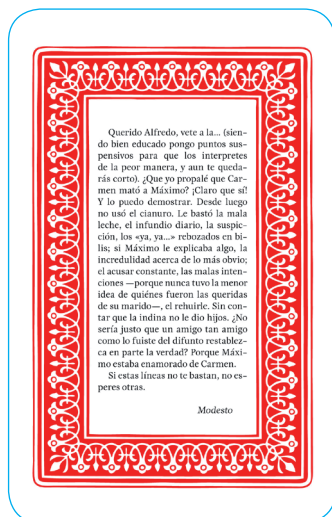 Querido Alfredo, vete a la... (sien-
do bien educado pongo puntos sus-
pensivos para que los interpretes
de la peor manera, y aun te queda-
rás corto). ¿Que yo propalé que Car-
men mató a Máximo? ¡Claro que sí!
Y lo puedo demostrar. Desde luego
no usó el cianuro. Le bastó la mala
leche, el infundio diario, la suspic-
ción, los «ya, ya...» rebozados en bi-
lis; si Máximo le explicaba algo, la
incredulidad acerca de lo más obvio;
el acusar constante, las malas inten-
ciones —porque nunca tuvo la menor
idea de quiénes fueron las queridas
de su marido—, el rehuirle. Sin con-
tar que la indina no le dio hijos. ¿No
sería justo que un amigo tan amigo
como lo fuiste del difunto restablez-
ca en parte la verdad? Porque Máxi-
mo estaba enamorado de Carmen.
Si estas líneas no te bastan, no es-
peres otras.
Modesto